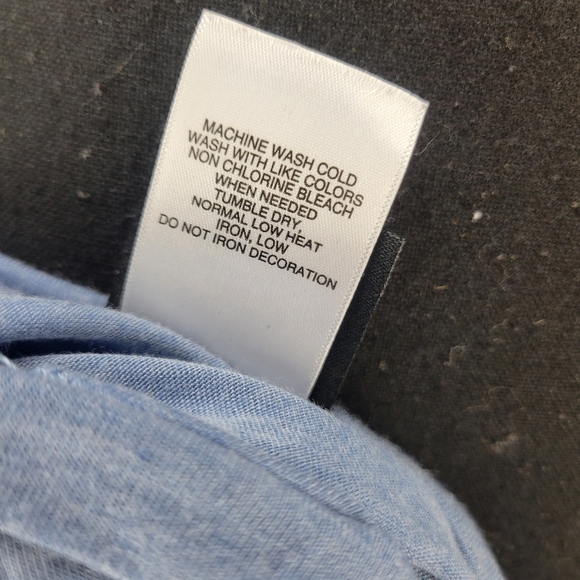 MACHINE WASH COLD
WASH WITH LIKE COLORS
NON CHLORINE BLEACH
WHEN NEEDED
TUMBLE DRY,
NORMAL LOW HEAT
IRON, LOW
DO NOT IRON DECORATION